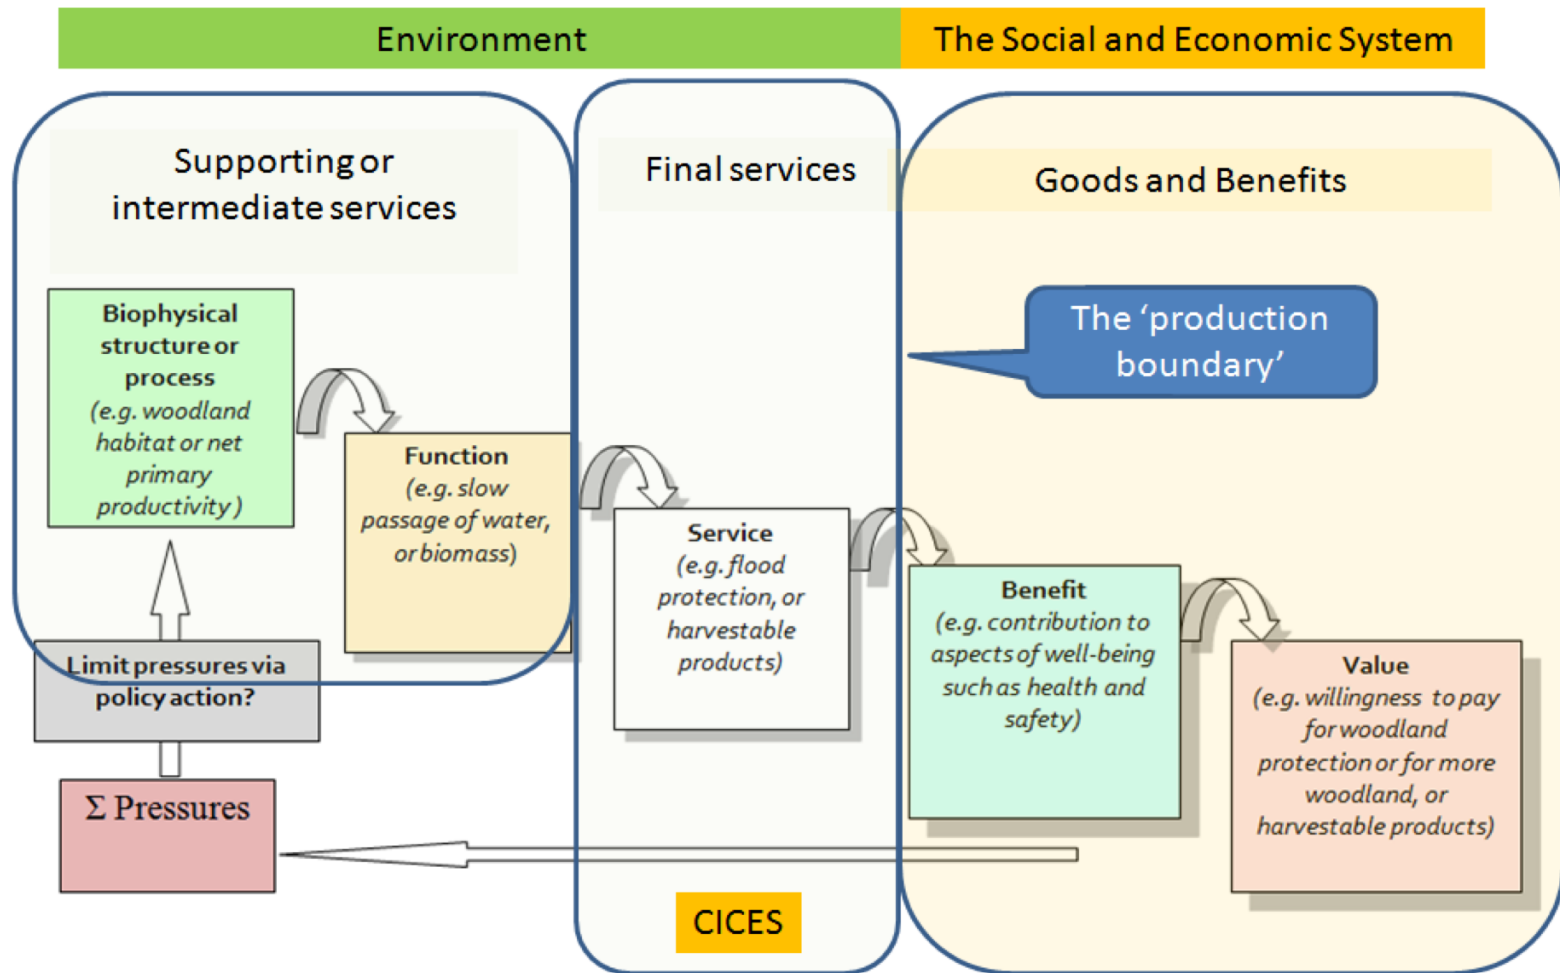 Environment
The Social and Economic System
Supporting or
intermediate services
Final services
Goods and Benefits
The ‘production
boundary’
Biophysical
structure or
process
(e.g. woodland
habitat or net
primary
productivity )
Function
(e.g. slow
passage of water,
or biomass)
Service
(e.g. flood
protection, or
harvestable
products)
Benefit
(e.g. contribution to
aspects of well-being
such as health and
safety)
Value
(e.g. willingness to pay
for woodland
protection or for more
woodland, or
harvestable products)
Limit pressures via
policy action?
Σ Pressures
CICES